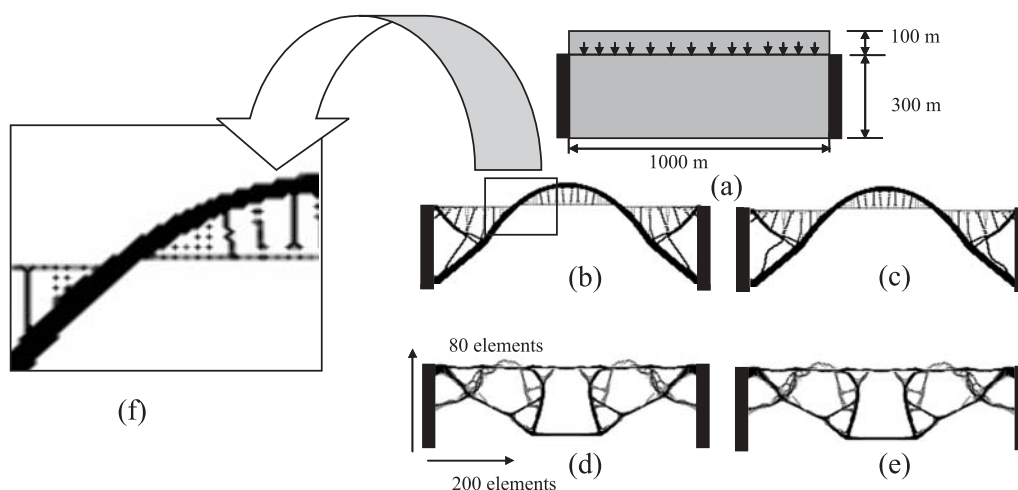 100 m
300 m
1000 m
(a)
(b)
(c)
80 elements
(f)
(d)
(e)
200 elements